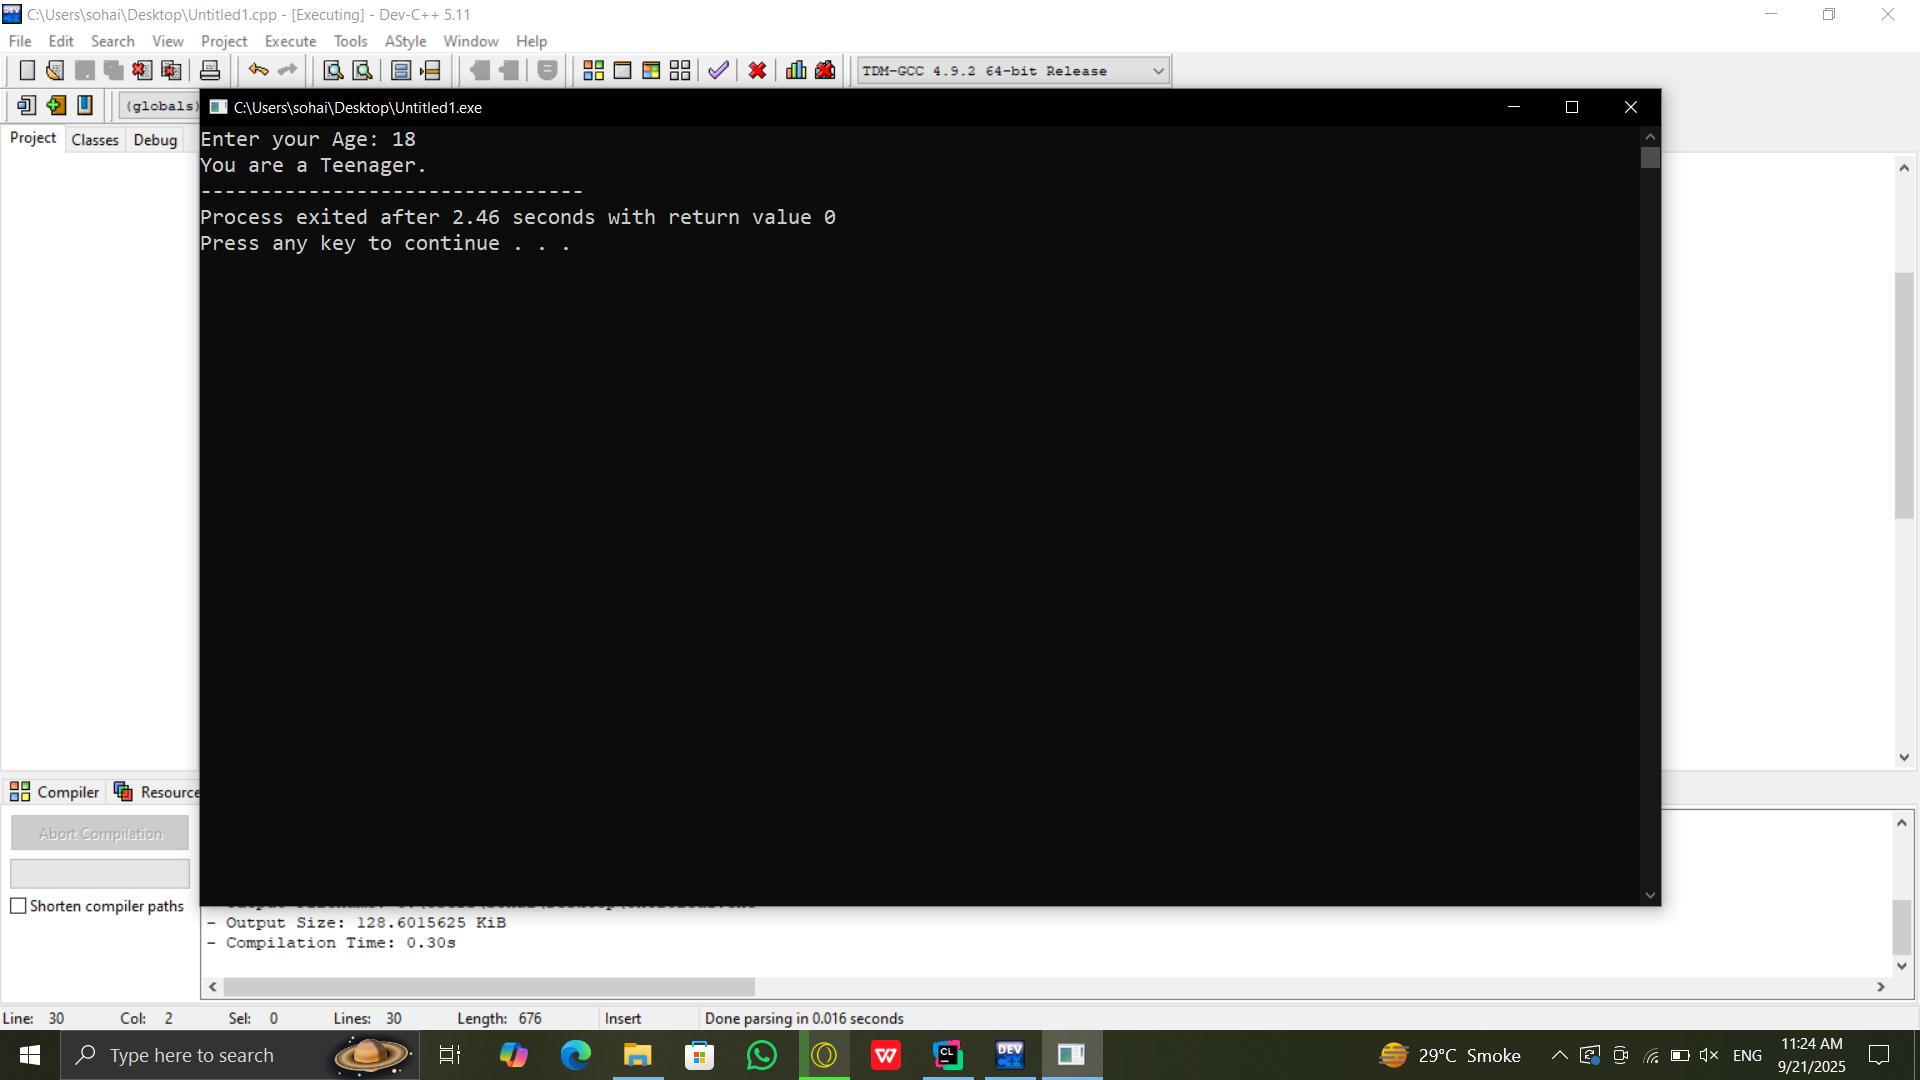 C:\Users\sohai\Desktop\Untitled1.cpp - [Executing] - Dev-C++ 5.11
File Edit Search View Project Execute Tools AStyle Window Help
TDM-GCC 4.9.2 64-bit Release
(globals)
C:\Users\sohai\Desktop\Untitled1.exe
Project Classes Debug
Enter your Age: 18
You are a Teenager.
--------------------------------
Process exited after 2.46 seconds with return value 0
Press any key to continue . . .
Compiler Resource
Abort Compilation
Shorten compiler paths
- Output Size: 128.6015625 KiB
- Compilation Time: 0.30s
Line: 30 Col: 2 Sel: 0 Lines: 30 Length: 676 Insert Done parsing in 0.016 seconds
Type here to search
CL
DEV C++
29°C Smoke
ENG
11:24 AM
9/21/2025